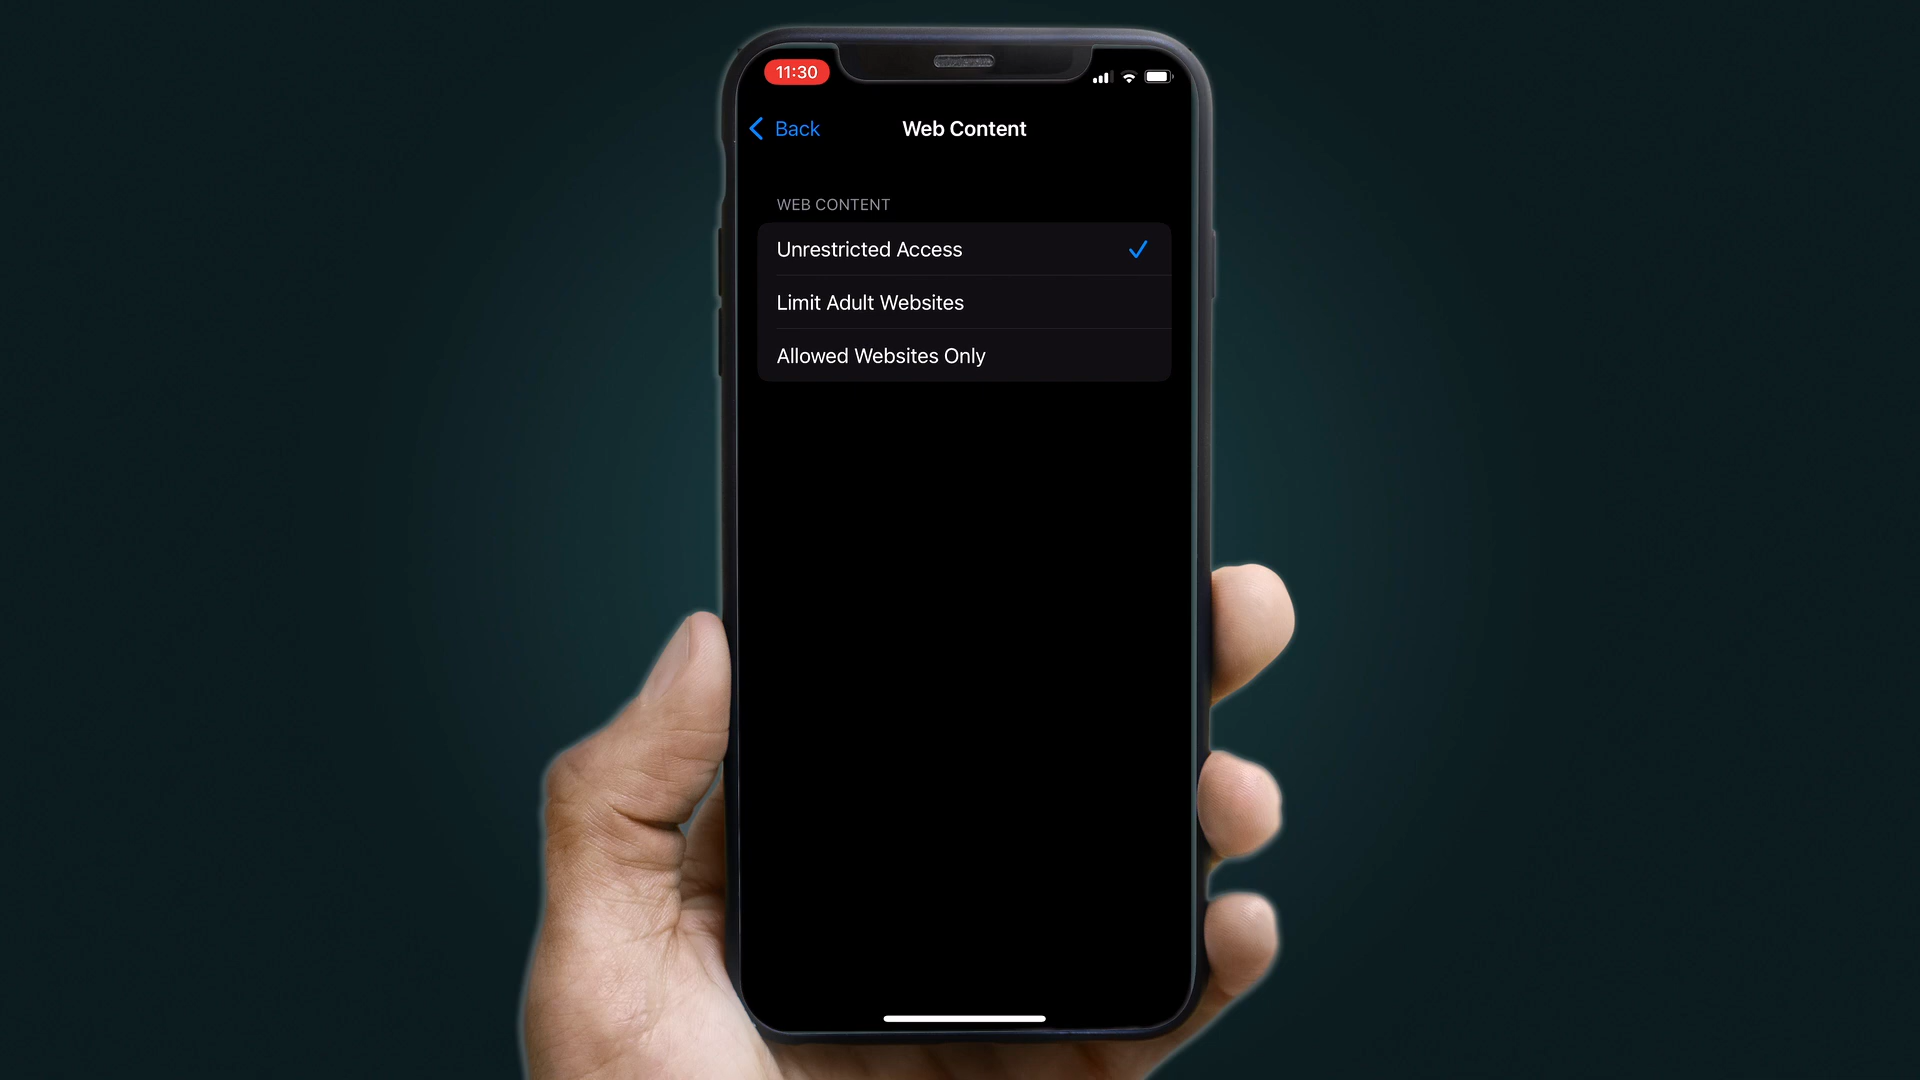 11:30
Back
Web Content
WEB CONTENT
Unrestricted Access
Limit Adult Websites
Allowed Websites Only